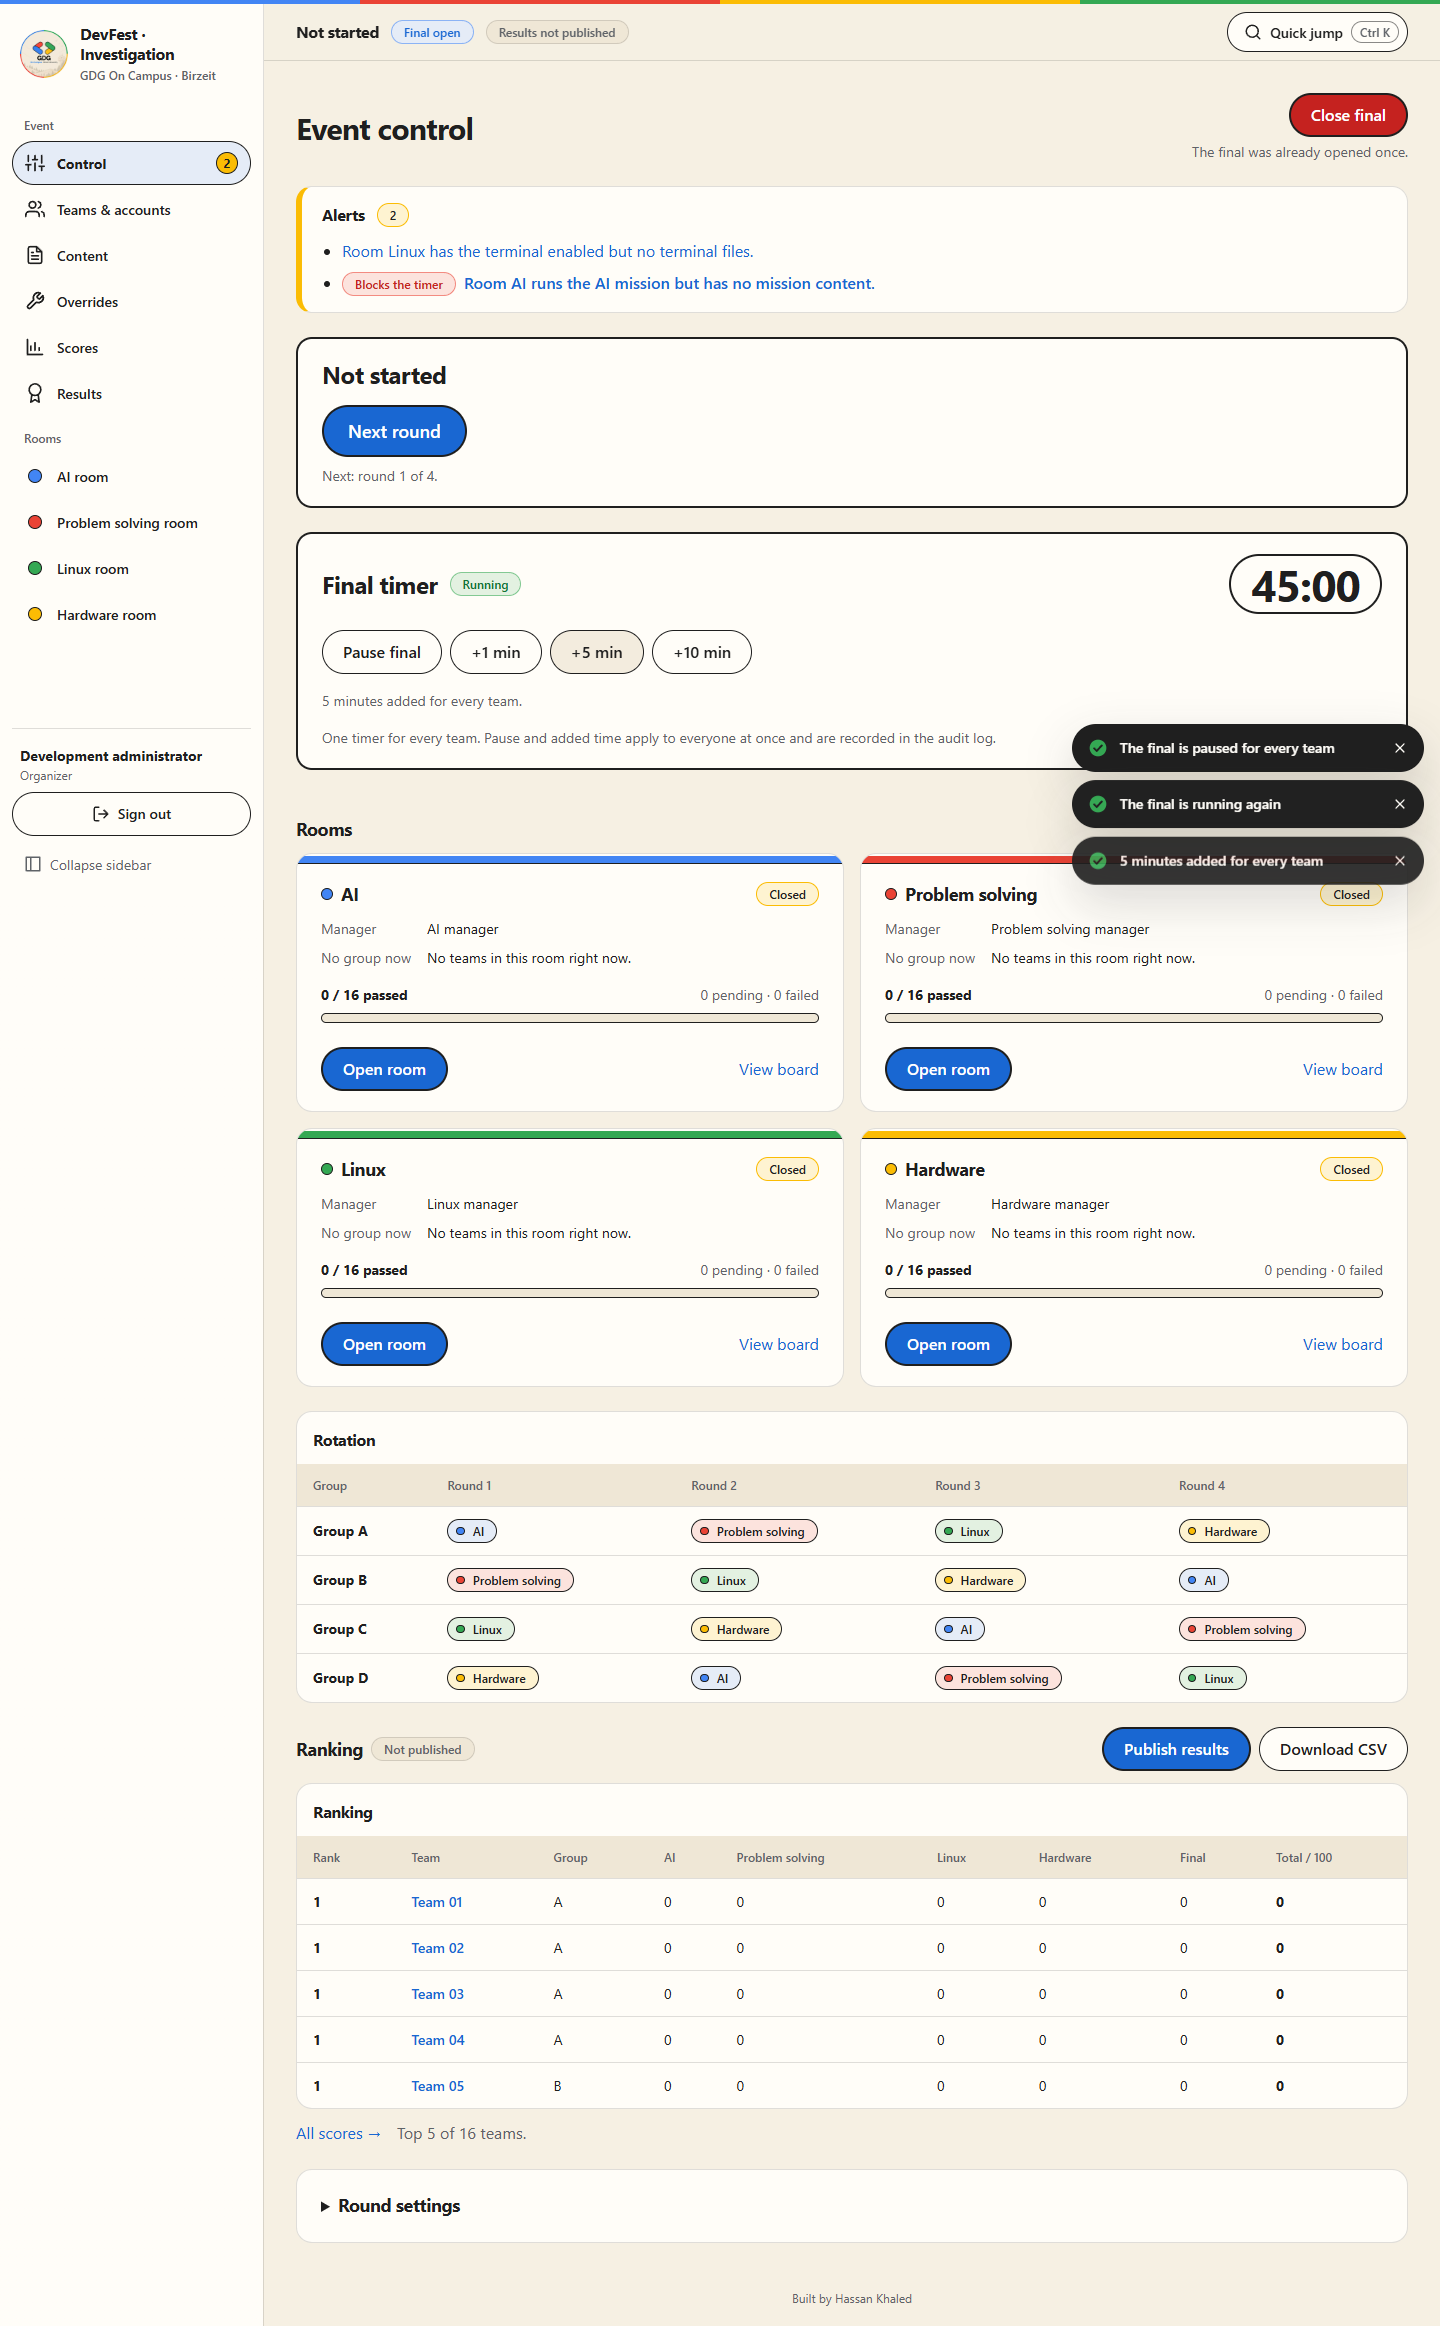 DevFest ·
Investigation
GDG On Campus · Birzeit
Event
Control 2
Teams & accounts
Content
Overrides
Scores
Results
Rooms
AI room
Problem solving room
Linux room
Hardware room
Development administrator
Organizer
Sign out
Collapse sidebar
Not started Final open Results not published
Quick jump Ctrl K
Event control
Close final
The final was already opened once.
Alerts 2
Room Linux has the terminal enabled but no terminal files.
Blocks the timer Room AI runs the AI mission but has no mission content.
Not started
Next round
Next: round 1 of 4.
Final timer Running 45:00
Pause final +1 min +5 min +10 min
5 minutes added for every team.
One timer for every team. Pause and added time apply to everyone at once and are recorded in the audit log.
The final is paused for every team
The final is running again
5 minutes added for every team
Rooms
AI Closed
Manager AI manager
No group now No teams in this room right now.
0 / 16 passed 0 pending · 0 failed
Open room View board
Problem solving Closed
Manager Problem solving manager
No group now No teams in this room right now.
0 / 16 passed 0 pending · 0 failed
Open room View board
Linux Closed
Manager Linux manager
No group now No teams in this room right now.
0 / 16 passed 0 pending · 0 failed
Open room View board
Hardware Closed
Manager Hardware manager
No group now No teams in this room right now.
0 / 16 passed 0 pending · 0 failed
Open room View board
Rotation
Group Round 1 Round 2 Round 3 Round 4
Group A AI Problem solving Linux Hardware
Group B Problem solving Linux Hardware AI
Group C Linux Hardware AI Problem solving
Group D Hardware AI Problem solving Linux
Ranking Not published Publish results Download CSV
Ranking
Rank Team Group AI Problem solving Linux Hardware Final Total / 100
1 Team 01 A 0 0 0 0 0 0
1 Team 02 A 0 0 0 0 0 0
1 Team 03 A 0 0 0 0 0 0
1 Team 04 A 0 0 0 0 0 0
1 Team 05 B 0 0 0 0 0 0
All scores → Top 5 of 16 teams.
Round settings
Built by Hassan Khaled